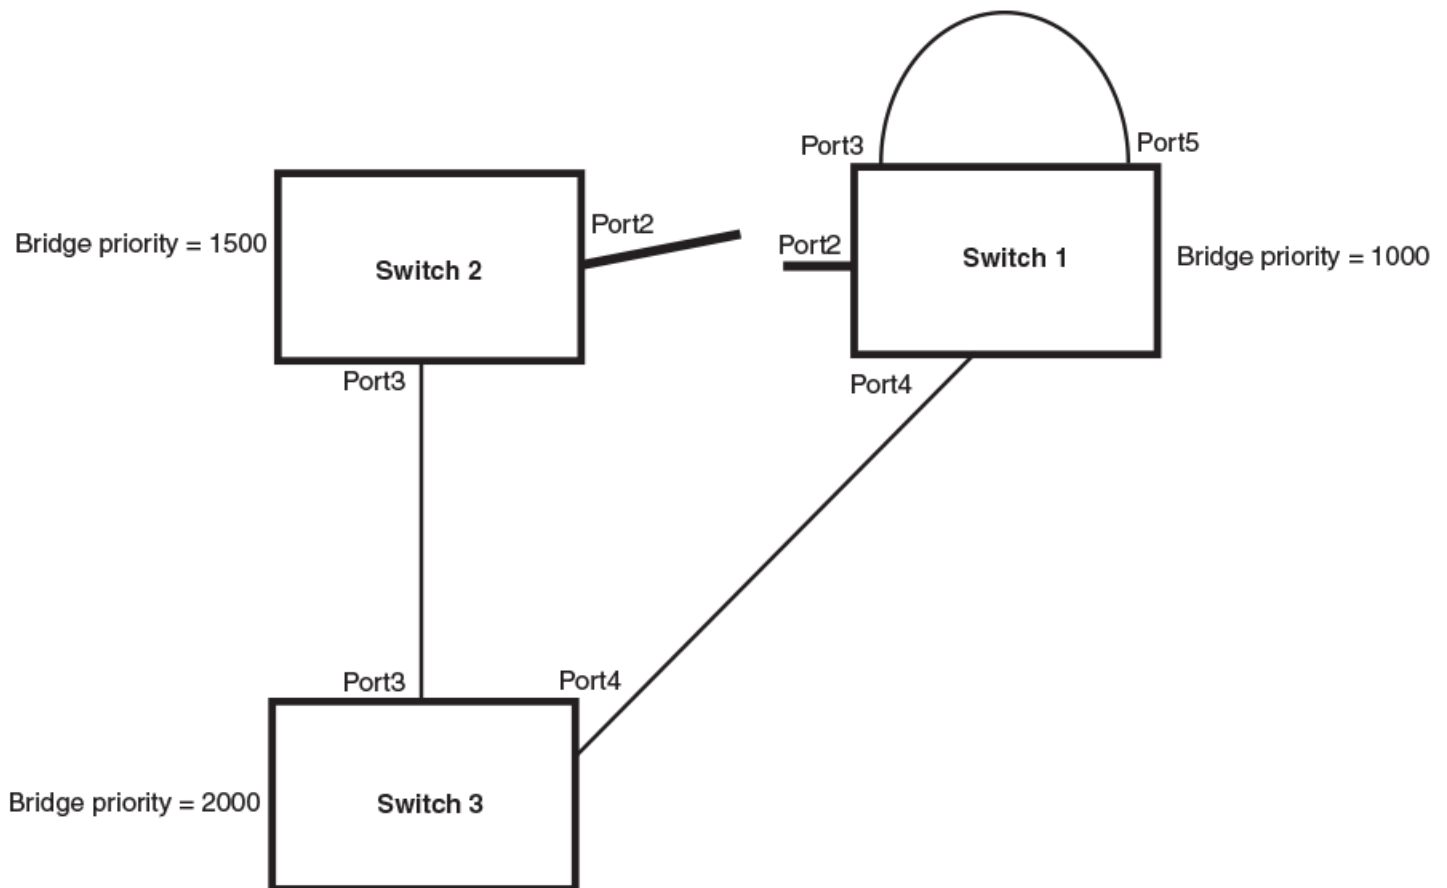 Port3
Port5
Port2
Bridge priority = 1500
Switch 2
Port2
Switch 1
Bridge priority = 1000
Port3
Port4
Port3
Port4
Bridge priority = 2000
Switch 3